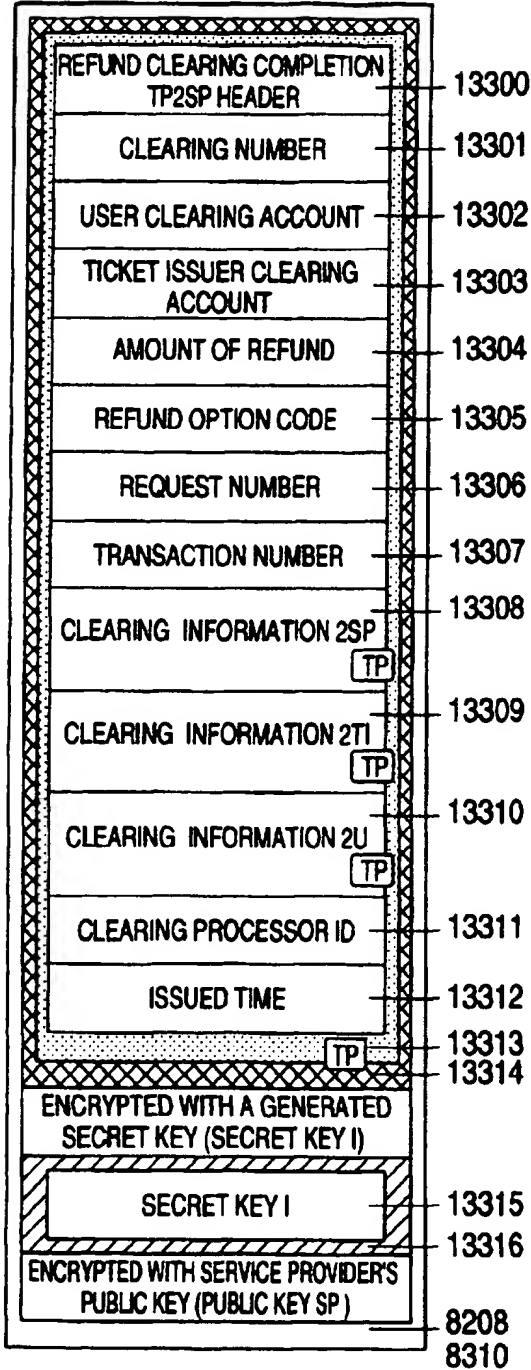 REFUND CLEARING COMPLETION
TP2SP HEADER
13300
CLEARING NUMBER
13301
USER CLEARING ACCOUNT
13302
TICKET ISSUER CLEARING
ACCOUNT
13303
AMOUNT OF REFUND
13304
REFUND OPTION CODE
13305
REQUEST NUMBER
13306
TRANSACTION NUMBER
13307
CLEARING INFORMATION 2SP
TP
13308
CLEARING INFORMATION 2TI
TP
13309
CLEARING INFORMATION 2U
TP
13310
CLEARING PROCESSOR ID
13311
ISSUED TIME
13312
TP
13313
13314
ENCRYPTED WITH A GENERATED
SECRET KEY (SECRET KEY I)
SECRET KEY I
13315
13316
ENCRYPTED WITH SERVICE PROVIDER'S
PUBLIC KEY (PUBLIC KEY SP )
8208
8310